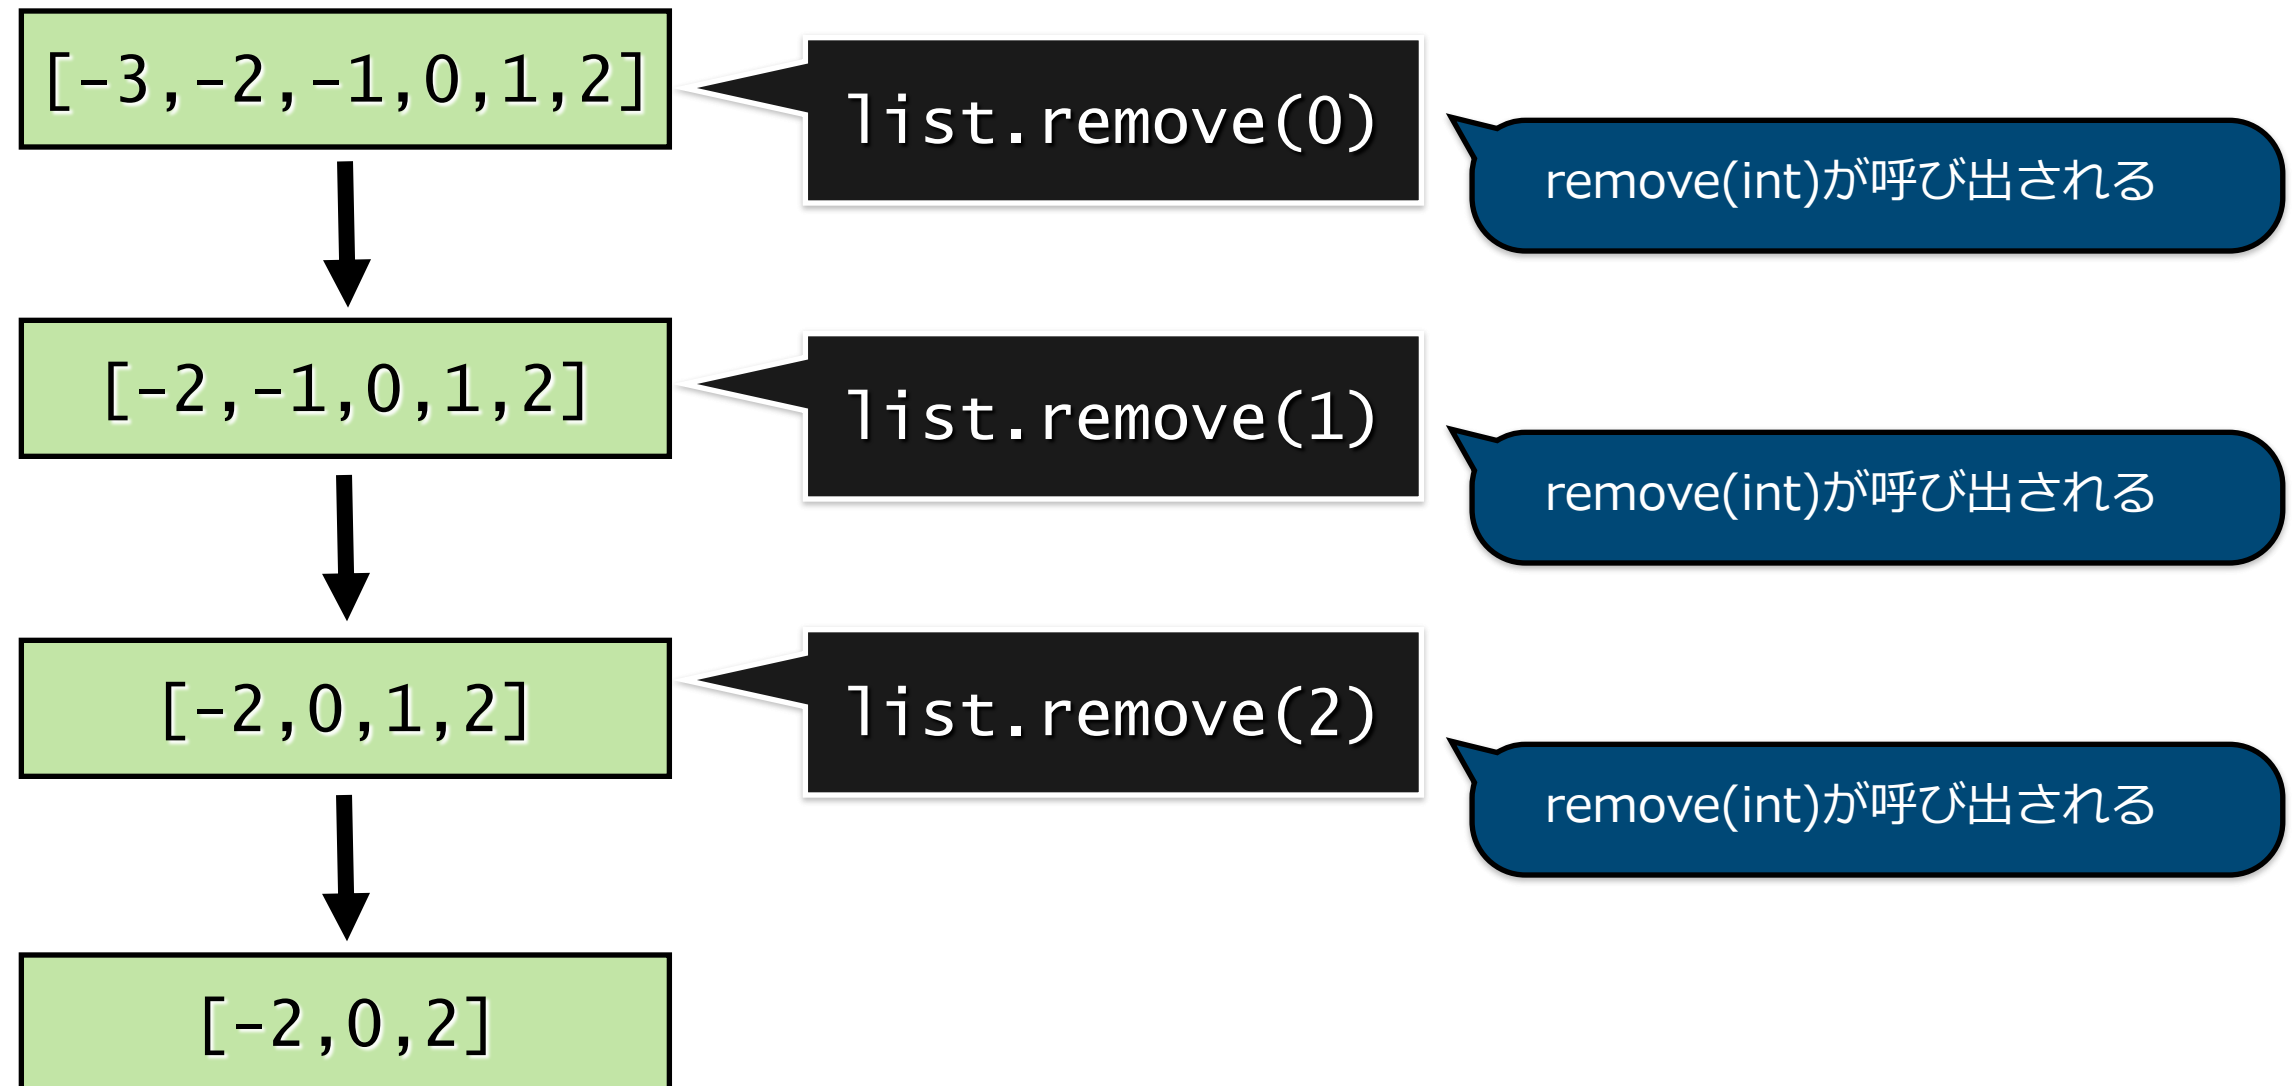 [-3,-2,-1,0,1,2]
list.remove(0)
remove(int)が呼び出される
[-2,-1,0,1,2]
list.remove(1)
remove(int)が呼び出される
[-2,0,1,2]
list.remove(2)
remove(int)が呼び出される
[-2,0,2]